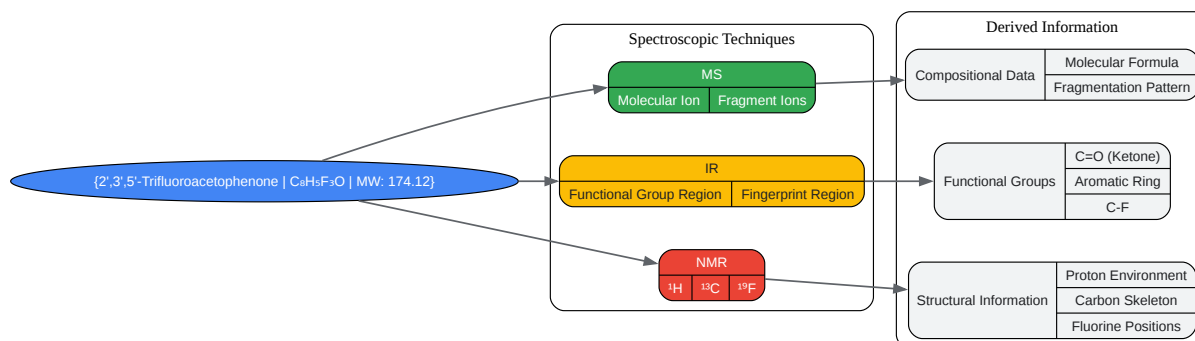 Spectroscopic Techniques
Derived Information
MS
Molecular Ion
Fragment Ions
Compositional Data
Molecular Formula
Fragmentation Pattern
{2',3',5'-Trifluoroacetophenone | C₈H₅F₃O | MW: 174.12}
IR
Functional Group Region
Fingerprint Region
Functional Groups
C=O (Ketone)
Aromatic Ring
C-F
NMR
¹H
¹³C
¹⁹F
Structural Information
Proton Environment
Carbon Skeleton
Fluorine Positions